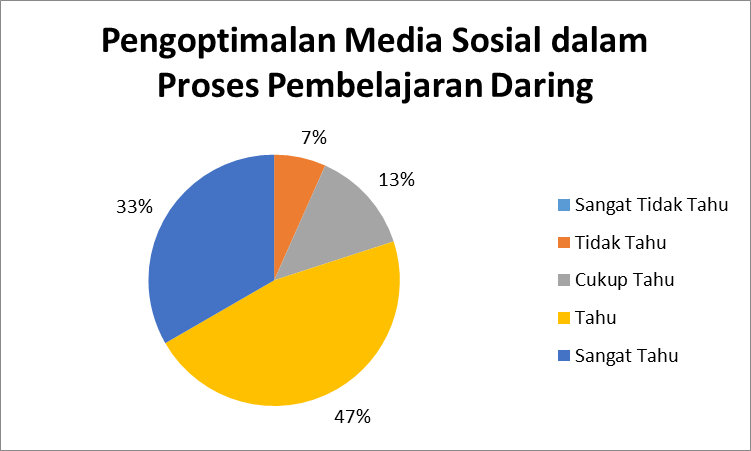 Pengoptimalan Media Sosial dalam
Proses Pembelajaran Daring
7%
13%
33%
47%
Sangat Tidak Tahu
Tidak Tahu
Cukup Tahu
Tahu
Sangat Tahu